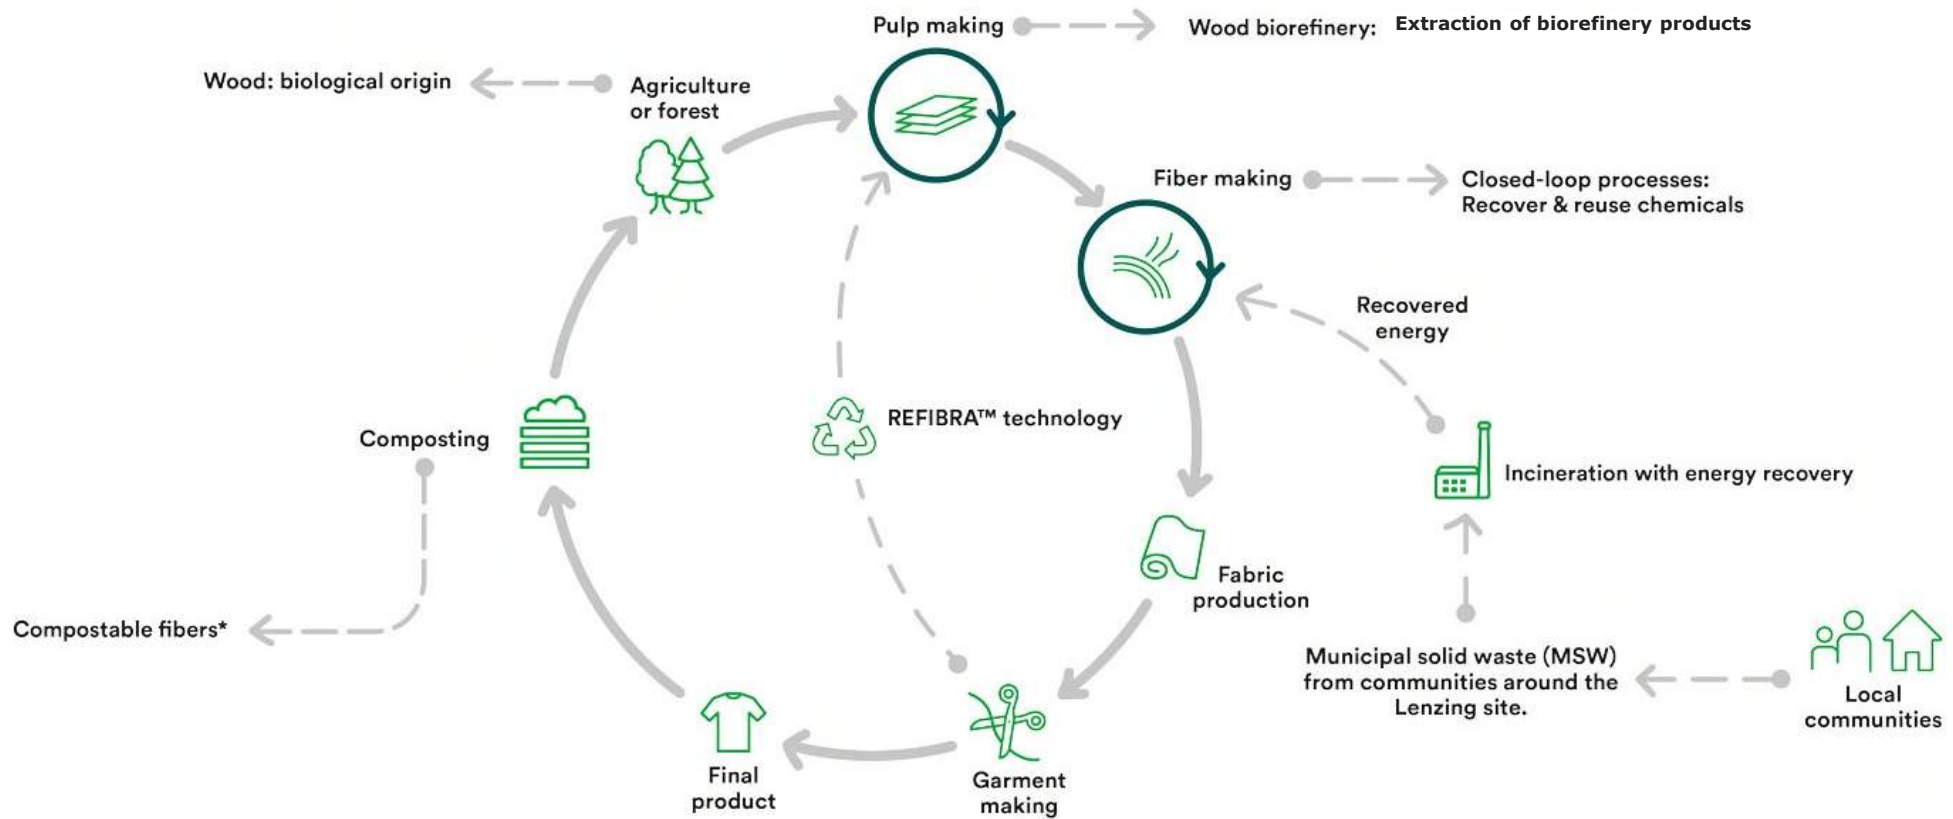 Pulp making
Wood biorefinery: Extraction of biorefinery products
Wood: biological origin
Agriculture
or forest
Fiber making
Closed-loop processes:
Recover & reuse chemicals
Recovered
energy
REFIBRA™ technology
Composting
Incineration with energy recovery
Fabric
production
Compostable fibers*
Municipal solid waste (MSW)
from communities around the
Lenzing site.
Local
communities
Final
product
Garment
making